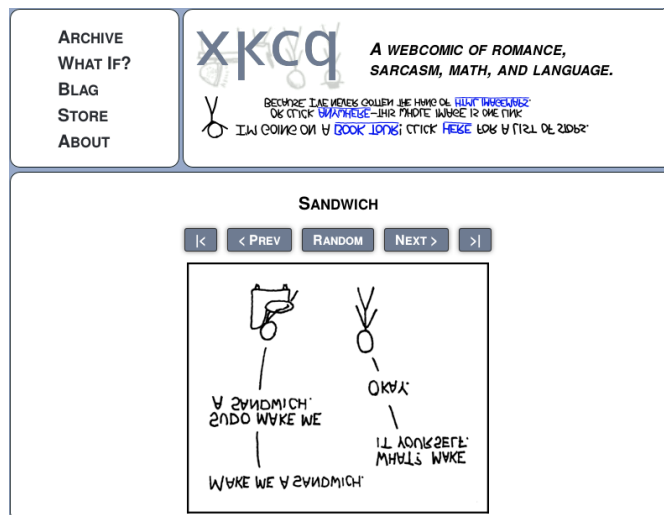 ARCHIVE
WHAT IF?
BLAG
STORE
ABOUT
xkcd
A WEBCOMIC OF ROMANCE,
SARCASM, MATH, AND LANGUAGE.
I'M GOING ON A BOOK TOUR! CLICK HERE FOR A LIST OF STOPS.
OR CLICK ANYWHERE—THIS WHOLE IMAGE IS ONE LINK
BECAUSE I'VE NEVER GOTTEN THE HANG OF HTML IMAGEMAPS.
SANDWICH
|<
< PREV
RANDOM
NEXT >
>|
MAKE ME A SANDWICH.
WHAT? MAKE
IT YOURSELF.
SUDO MAKE ME
A SANDWICH.
OKAY.